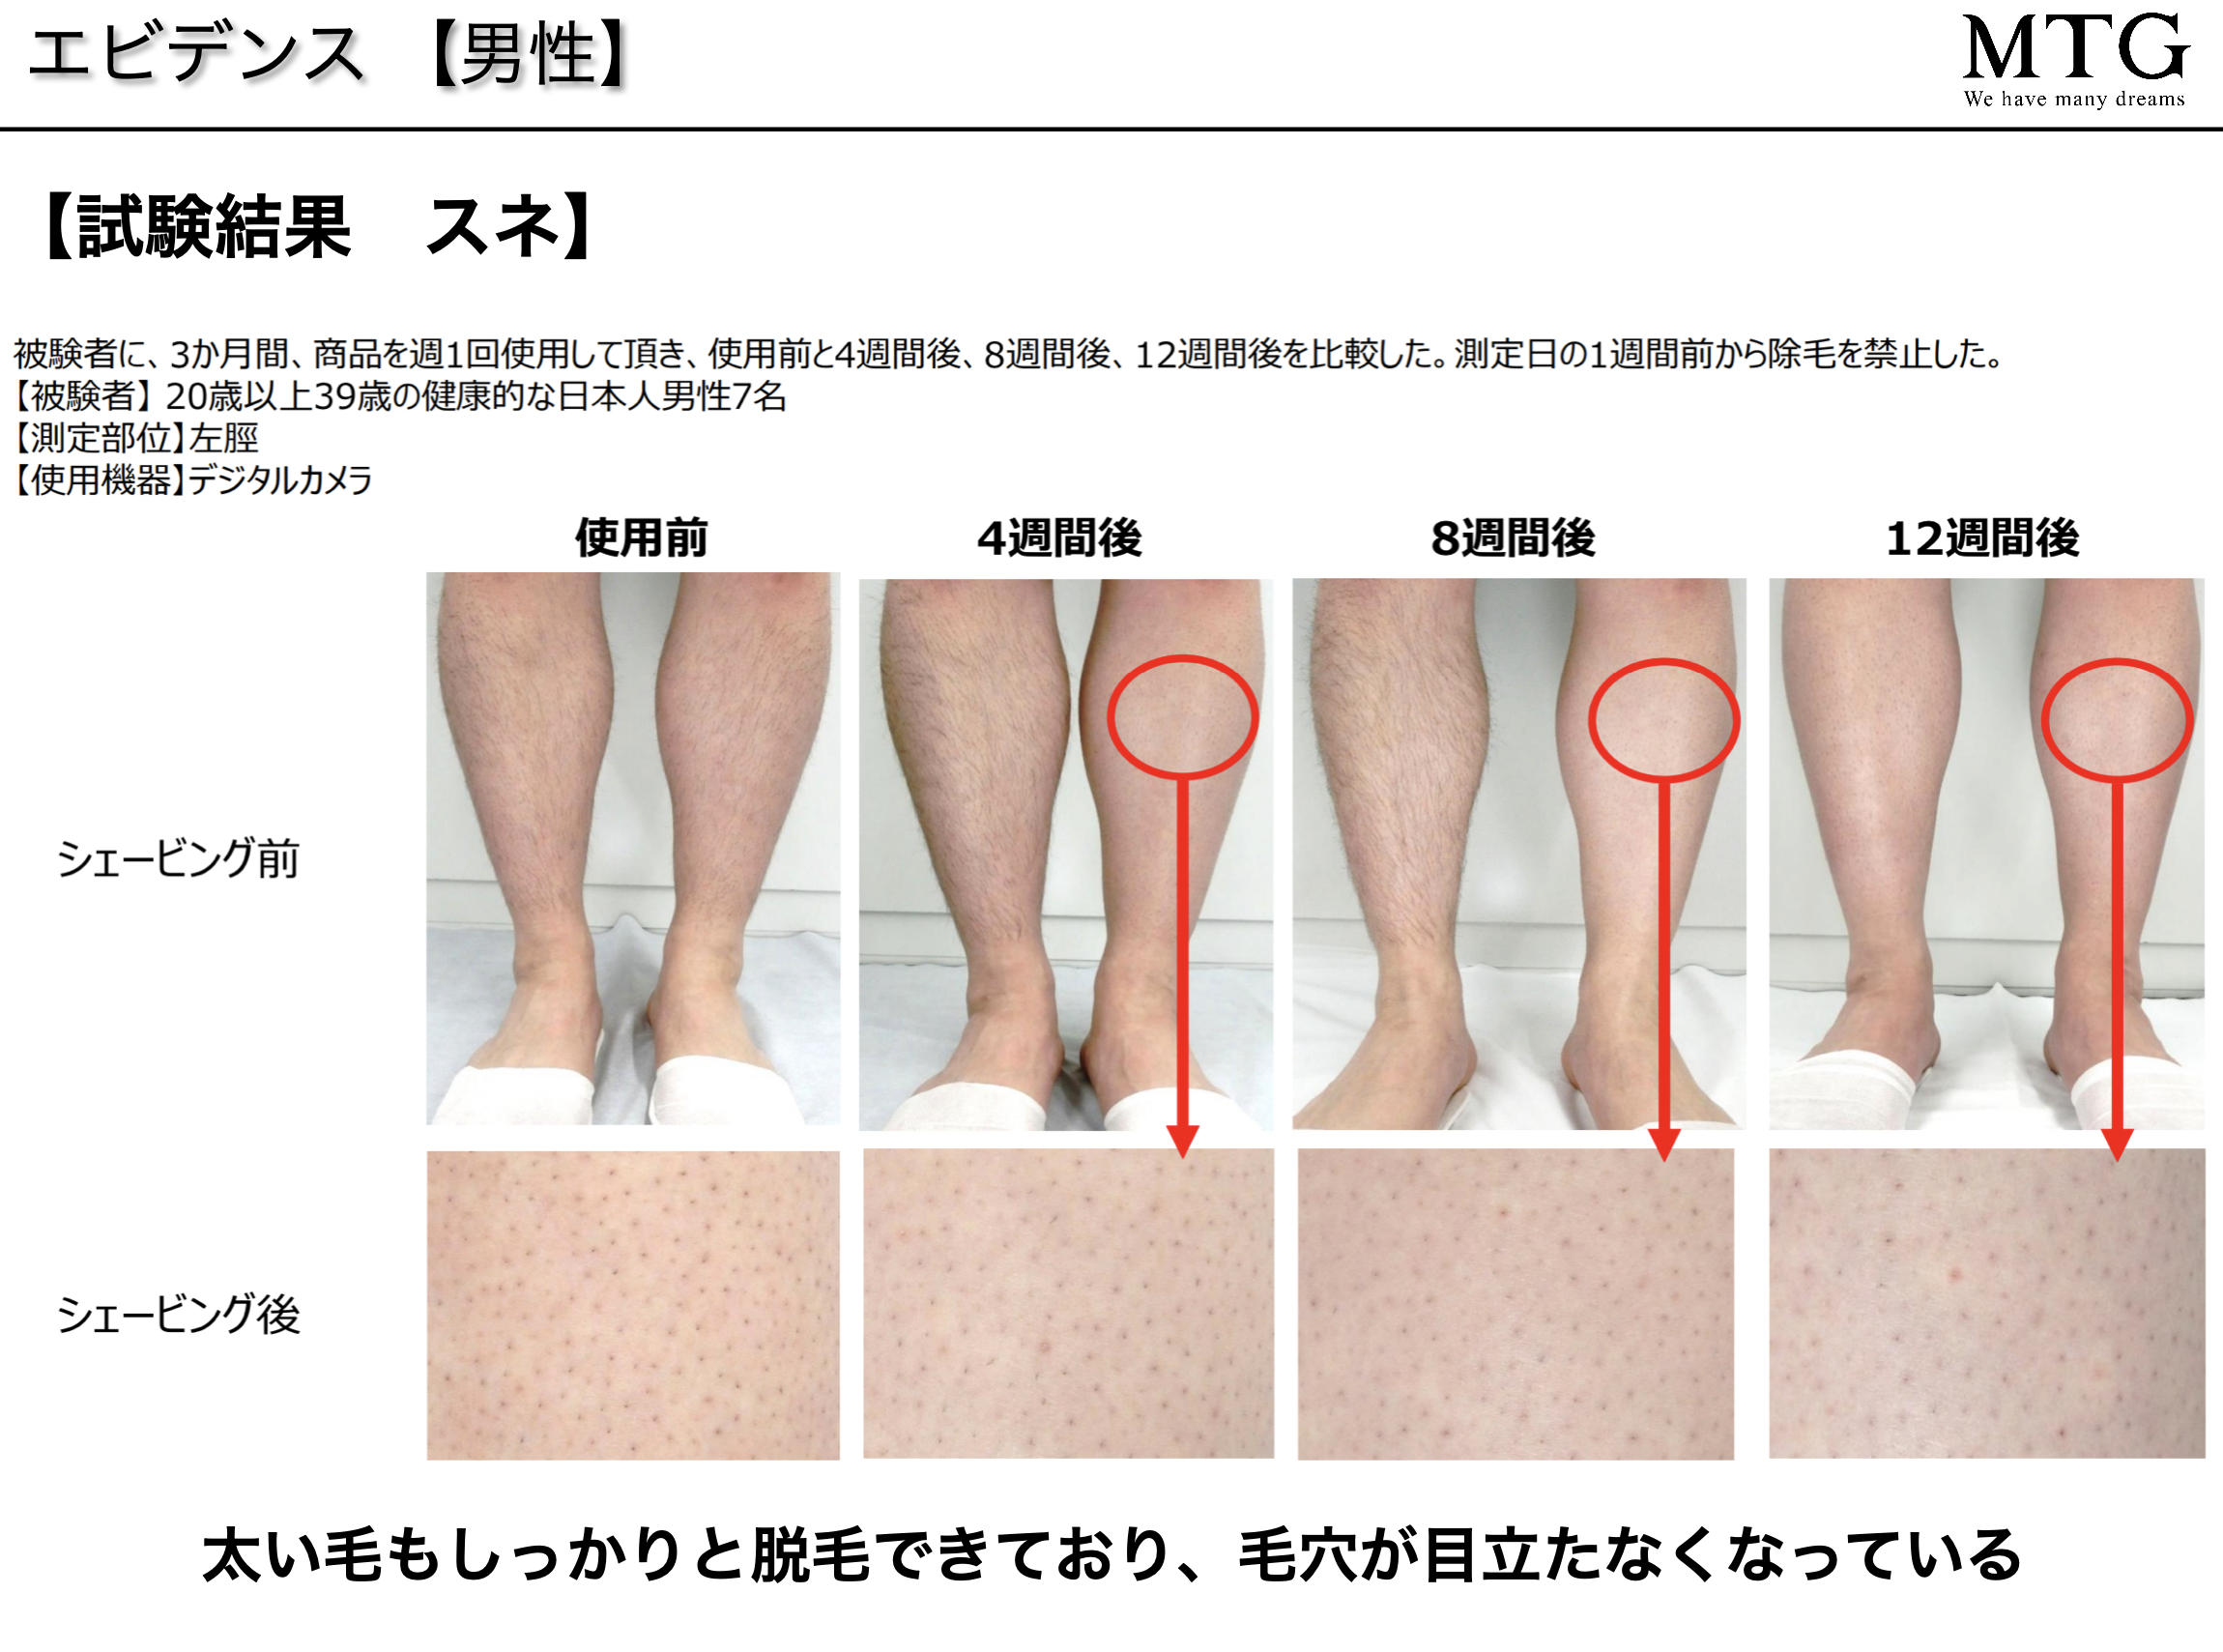 エビデンス 【男性】
MTG
We have many dreams
【試験結果　スネ】
被験者に、3か月間、商品を週1回使用して頂き、使用前と4週間後、8週間後、12週間後を比較した。測定日の1週間前から除毛を禁止した。
【被験者】 20歳以上39歳の健康的な日本人男性7名
【測定部位】左脛
【使用機器】デジタルカメラ
使用前 4週間後 8週間後 12週間後
シェービング前
シェービング後
太い毛もしっかりと脱毛できており、毛穴が目立たなくなっている